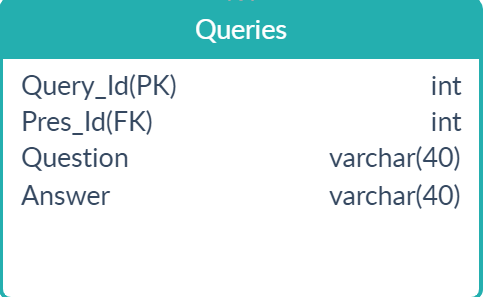 Queries
Query_Id(PK) int
Pres_Id(FK) int
Question varchar(40)
Answer varchar(40)